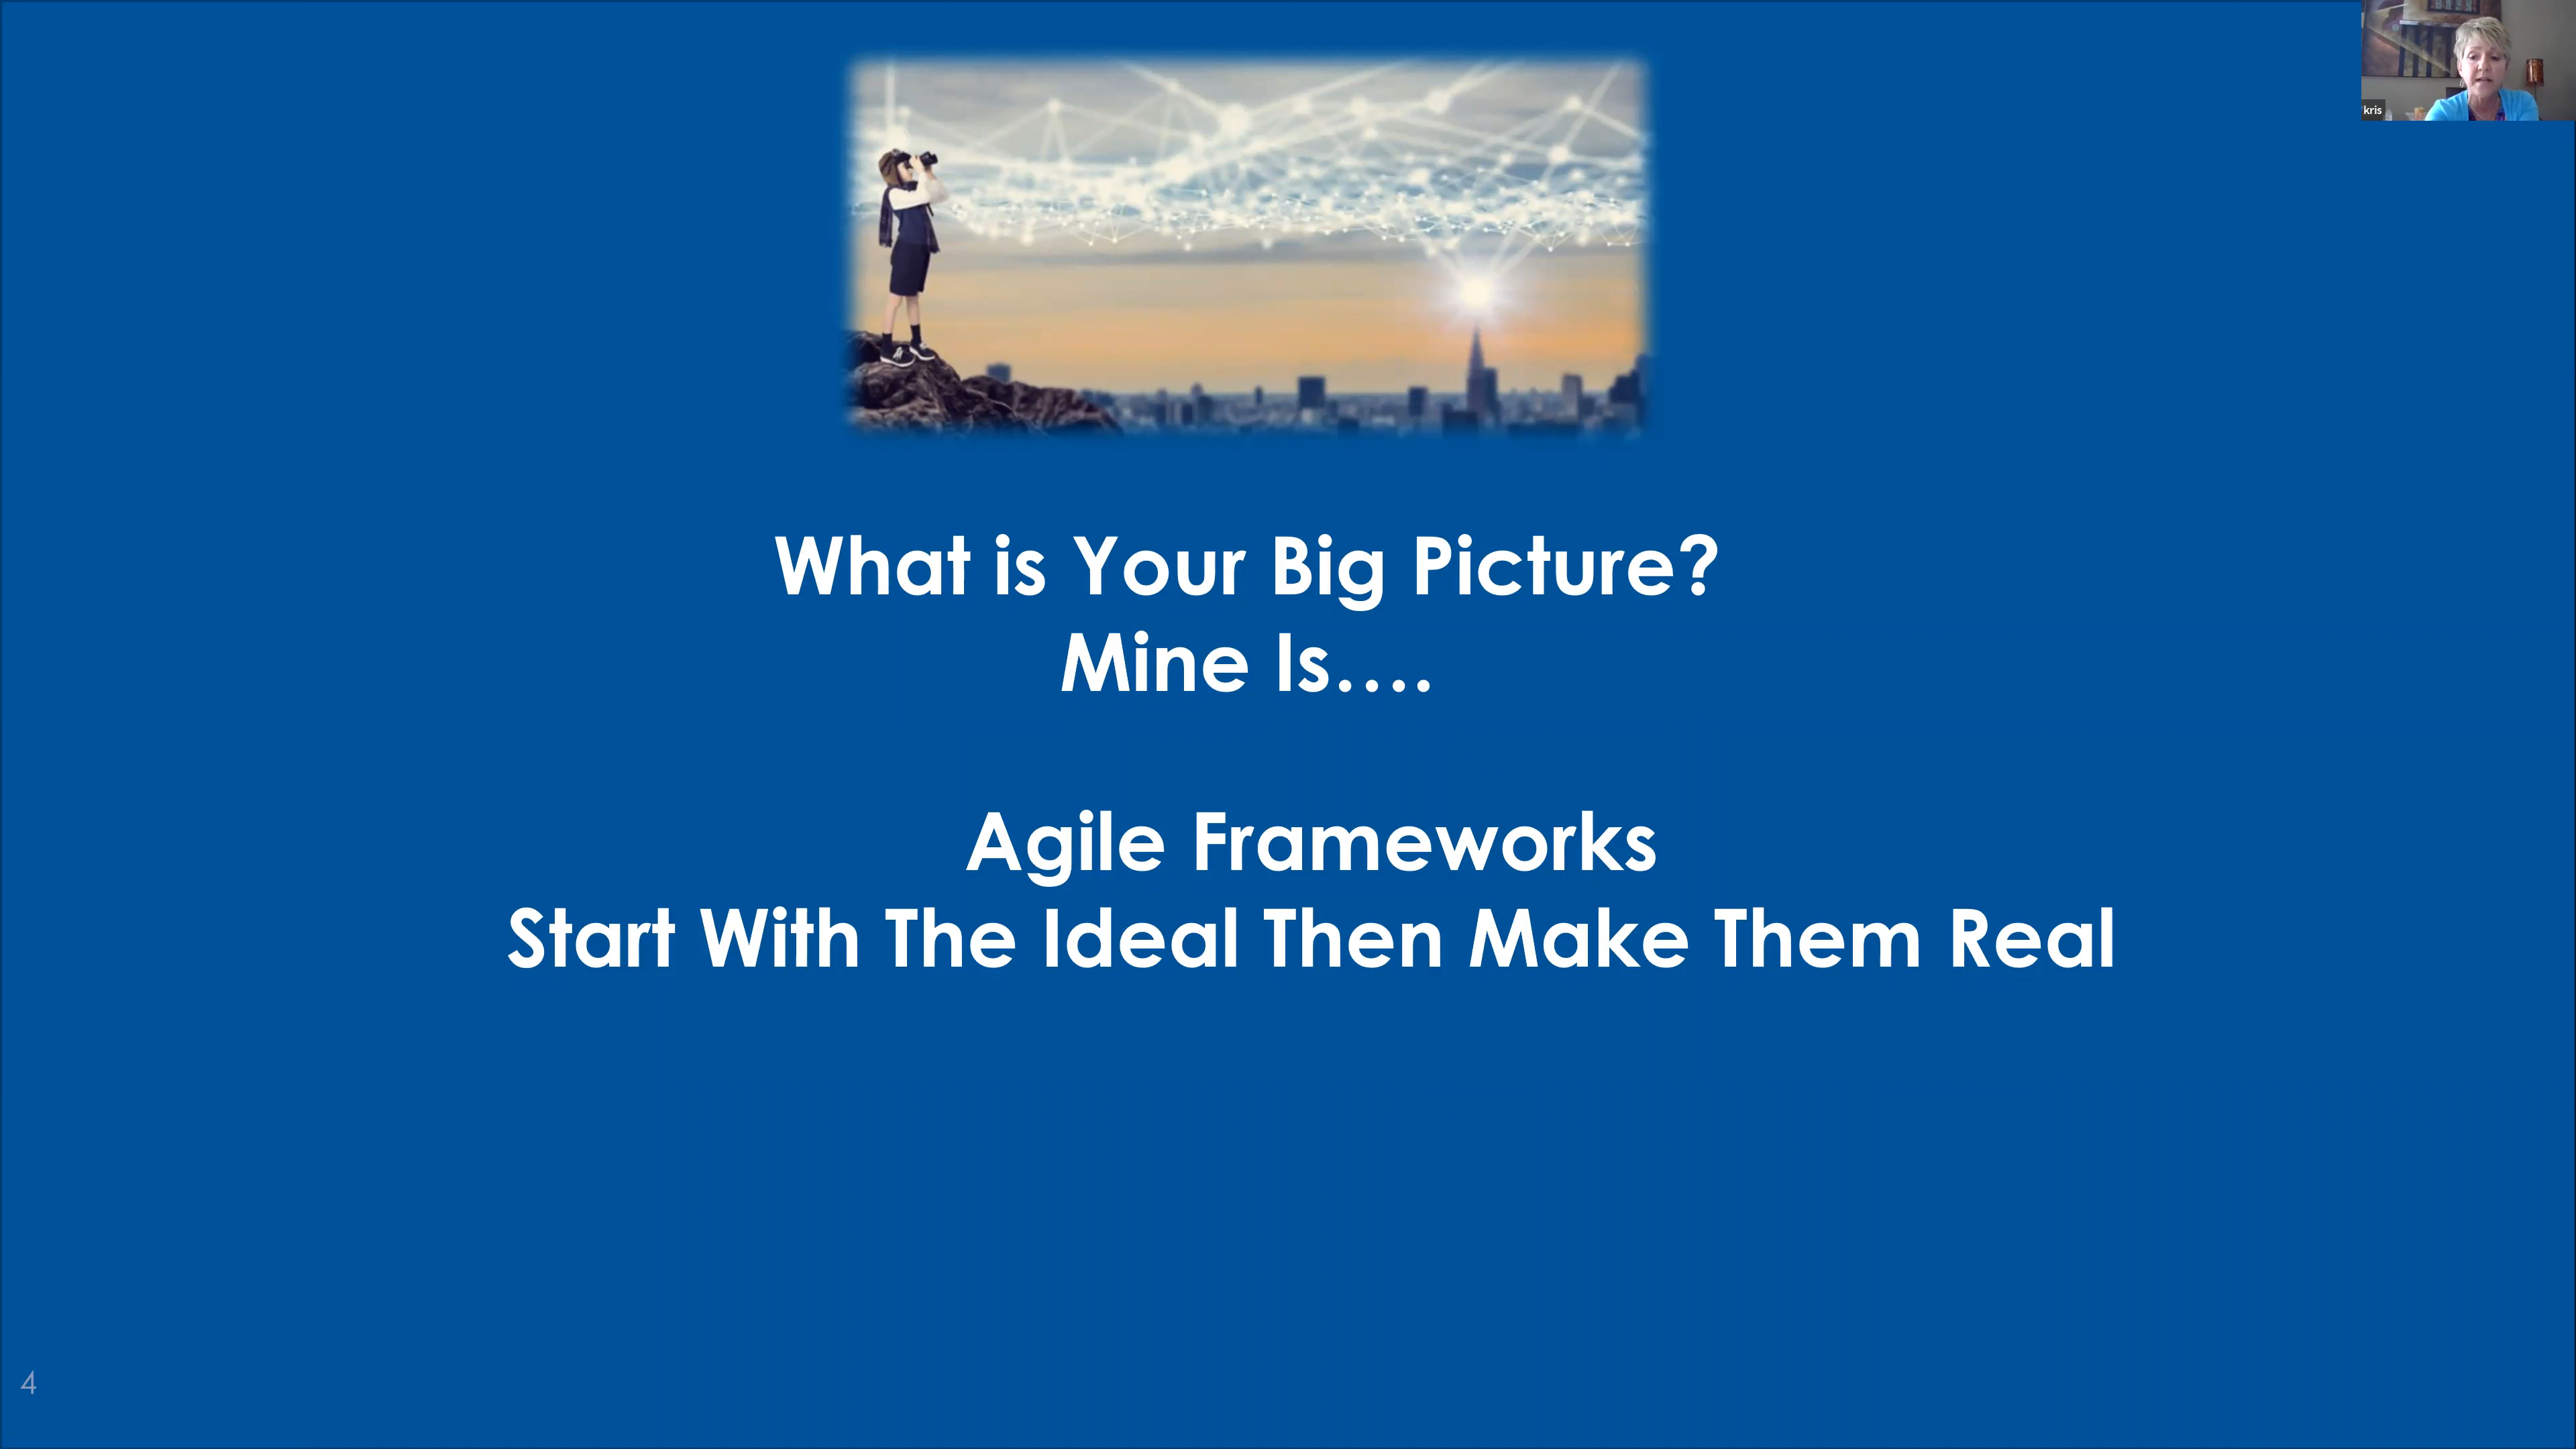 kris
What is Your Big Picture?
Mine Is....
Agile Frameworks
Start With The Ideal Then Make Them Real
4